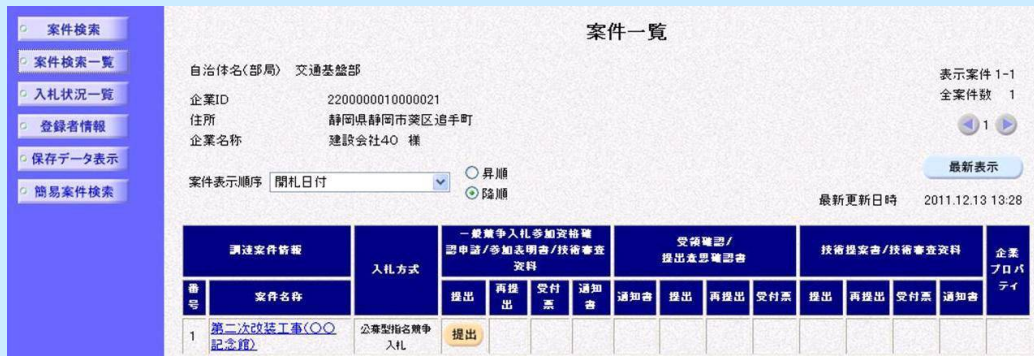 案件検索
案件検索一覧
入札状況一覧
登録者情報
保存データ表示
簡易案件検索
案件一覧
自治体名(部局) 交通基盤部
表示案件 1-1
全案件数 1
企業ID 2200000010000021
住所 静岡県静岡市葵区追手町
企業名称 建設会社40 様
1
案件表示順序 開札日付
昇順
降順
最新表示
最新更新日時 2011.12.13 13:28
調達案件情報
入札方式
一般競争入札参加資格確
認申請/参加表明書/技術審査
資料
受領確認/
提出意思確認書
技術提案書/技術審査資料
企業
プロパ
ティ
番
号
案件名称
提出
再提
出
受付
票
通知
書
通知書
提出
再提出
受付票
提出
再提出
受付票
通知書
1
第二次改装工事(〇〇
記念館)
公募型指名競争
入札
提出